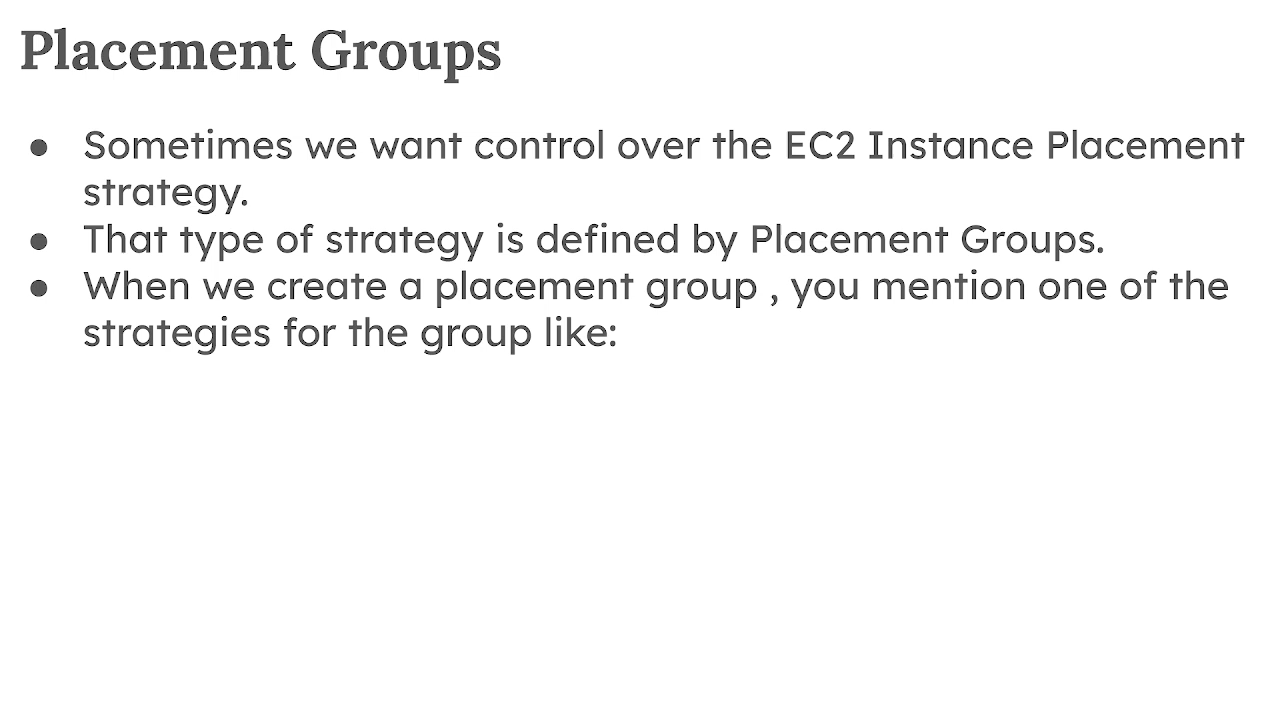 Placement Groups
● Sometimes we want control over the EC2 Instance Placement
strategy.
● That type of strategy is defined by Placement Groups.
● When we create a placement group , you mention one of the
strategies for the group like: